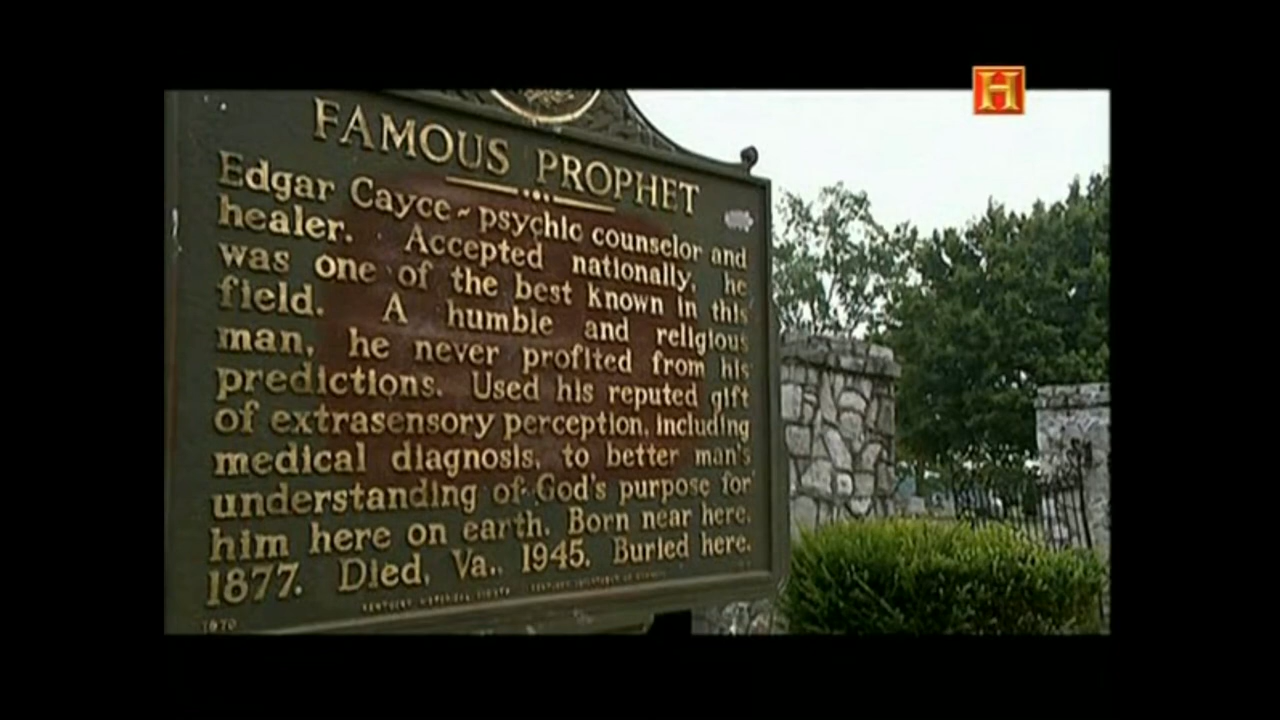 H
FAMOUS PROPHET
Edgar Cayce~psychic counselor and
healer. Accepted nationally, he
was one of the best known in this
field. A humble and religious
man, he never profited from his
predictions. Used his reputed gift
of extrasensory perception, including
medical diagnosis, to better man's
understanding of God's purpose for
him here on earth. Born near here,
1877. Died, Va., 1945. Buried here.
1970